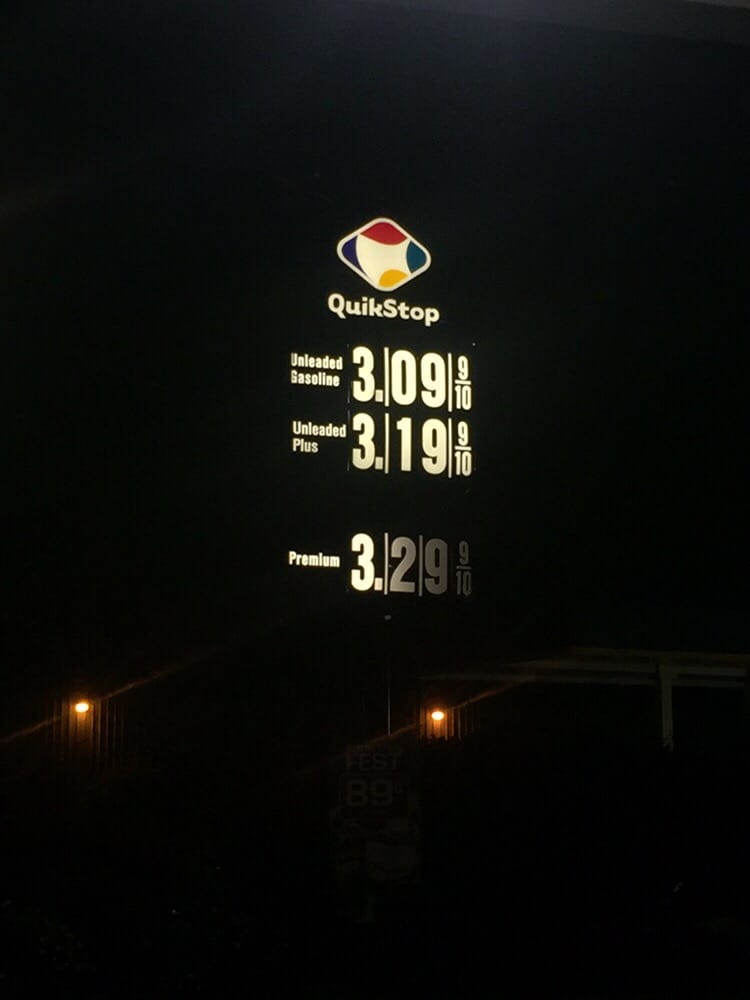 QuikStop
Unleaded
Gasoline
3.09 9/10
Unleaded
Plus
3.19 9/10
Premium
3.29 9/10
FEST
89¢